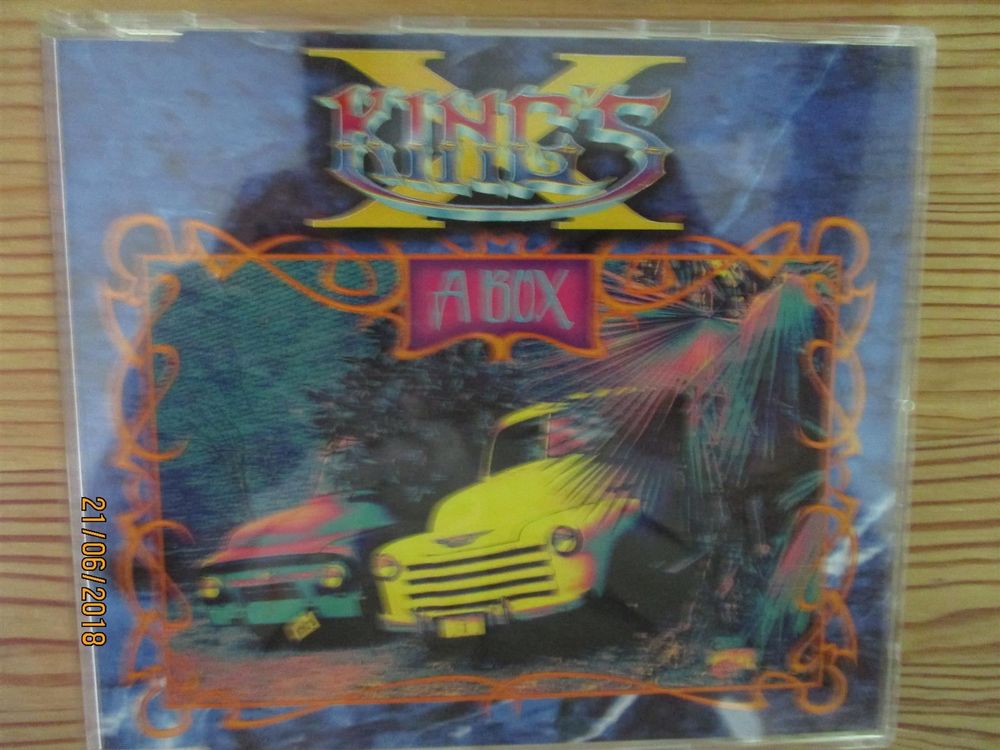 KING'S
X
A BOX
21/06/2018